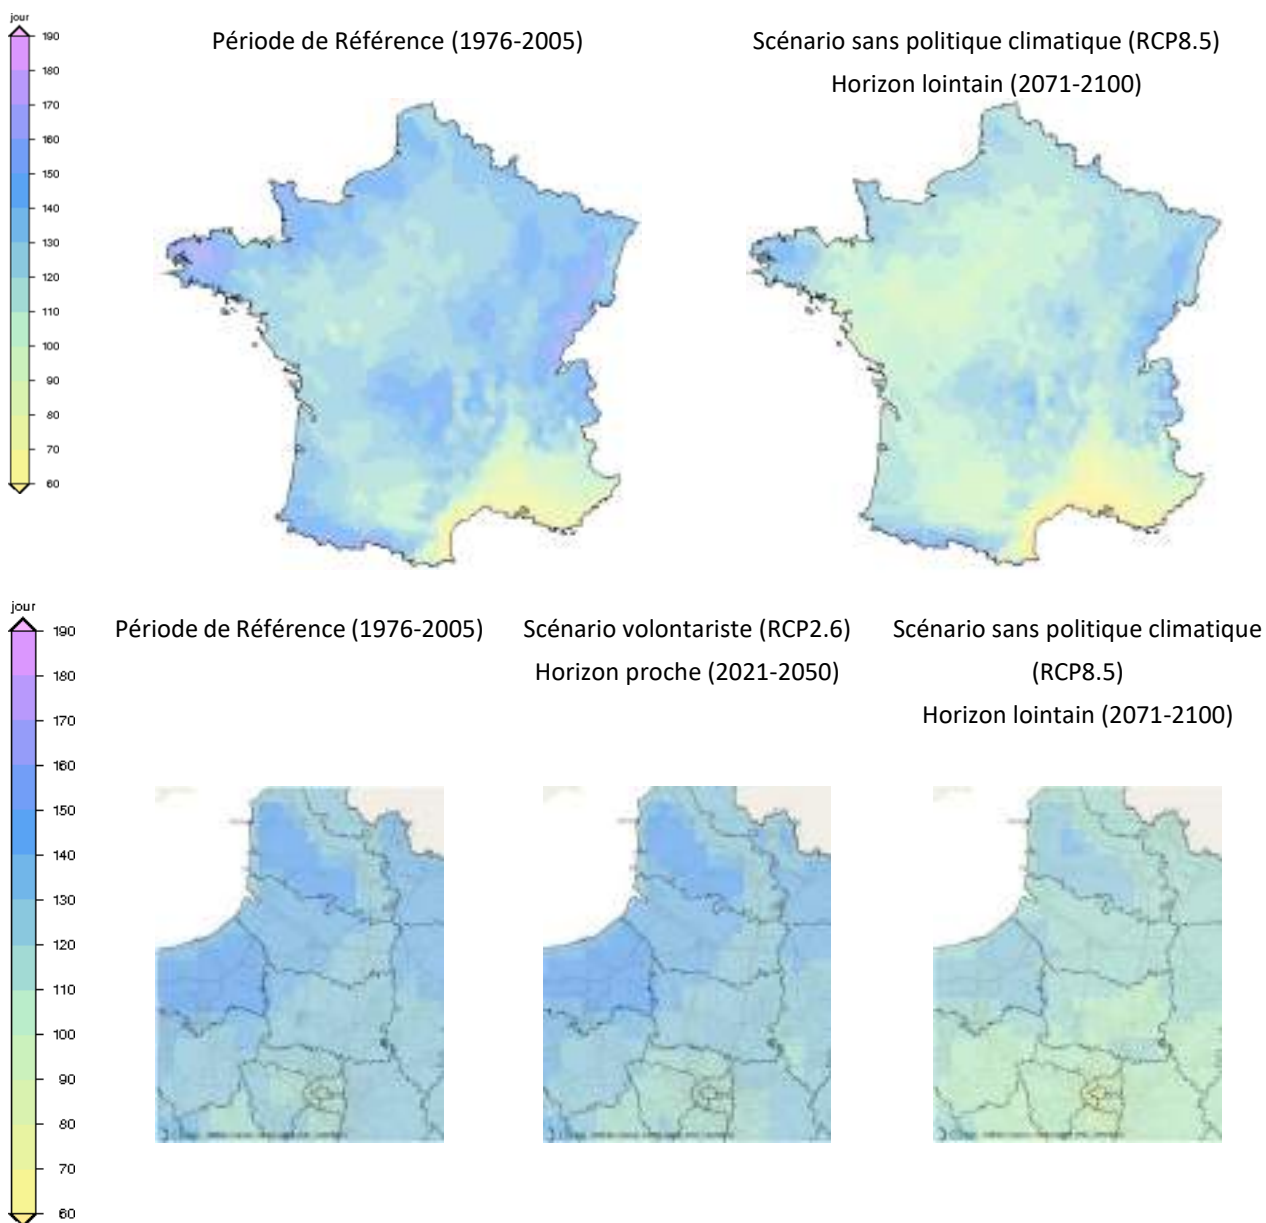 jour
190
180
170
160
150
140
130
120
110
100
90
80
70
60
Période de Référence (1976-2005)
Scénario sans politique climatique (RCP8.5)
Horizon lointain (2071-2100)
jour
190
180
170
160
150
140
130
120
110
100
90
80
70
60
Période de Référence (1976-2005)
Scénario volontariste (RCP2.6)
Horizon proche (2021-2050)
Scénario sans politique climatique
(RCP8.5)
Horizon lointain (2071-2100)